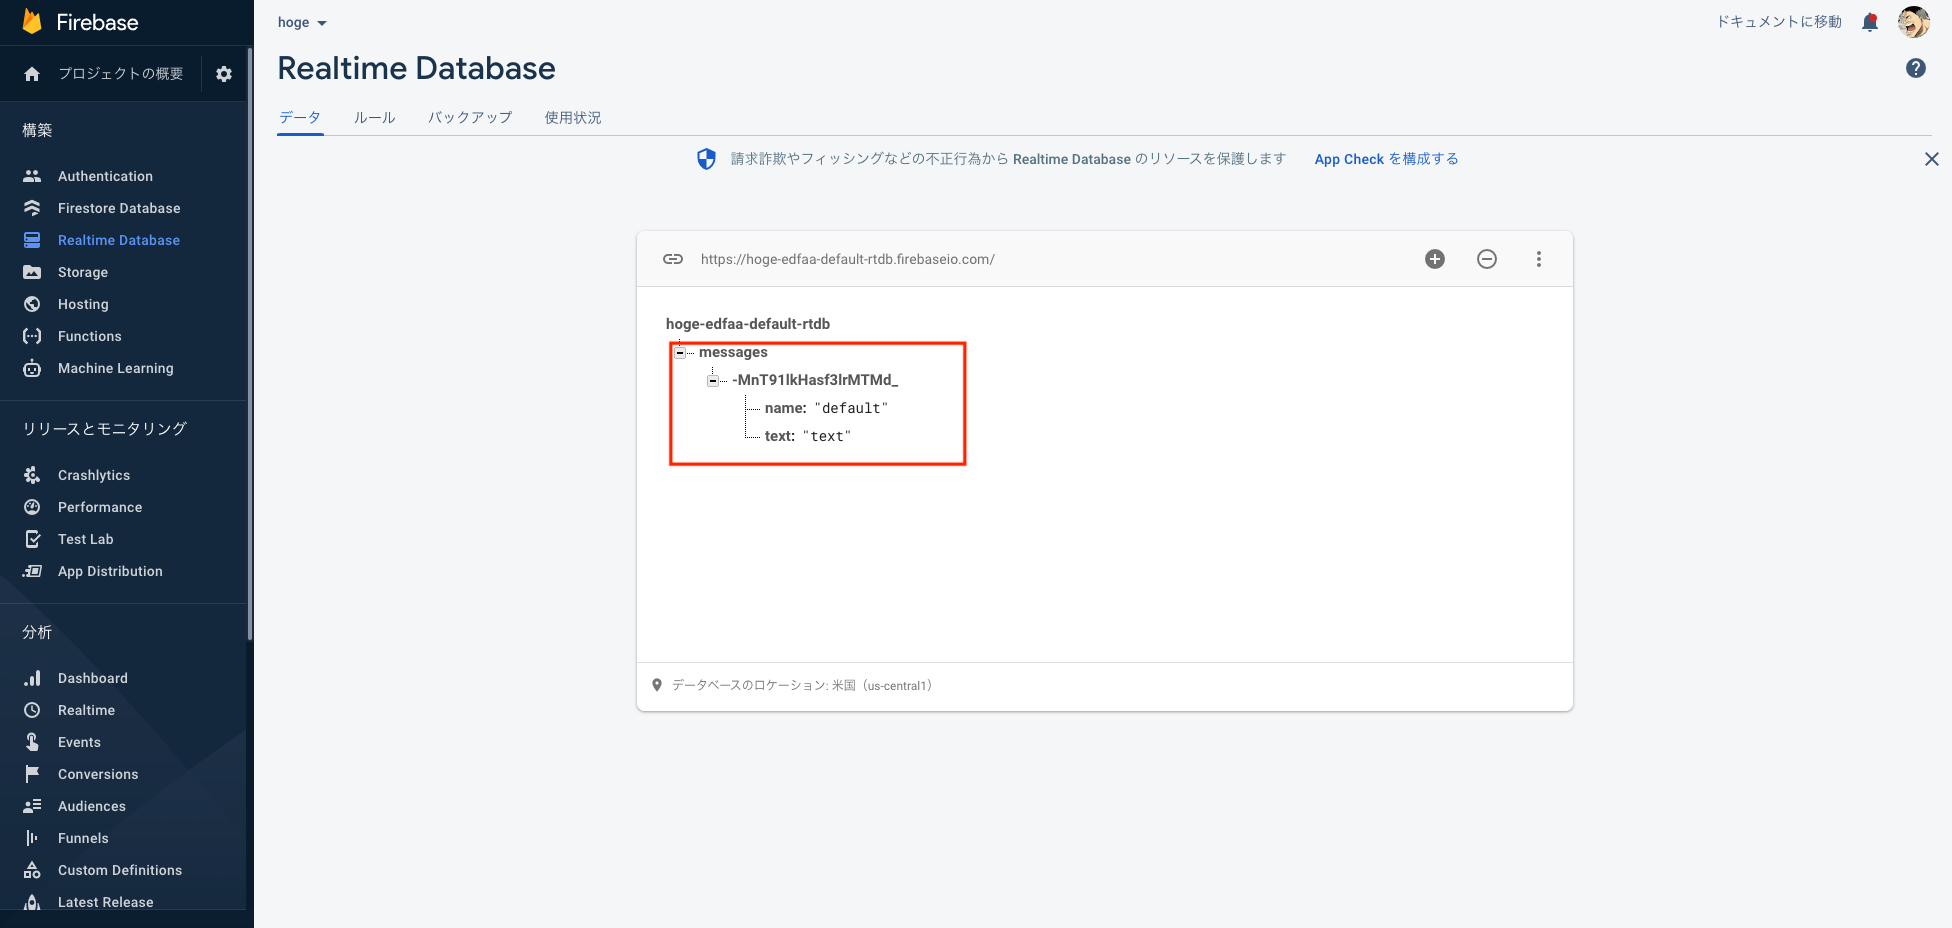 Firebase
プロジェクトの概要
構築
Authentication
Firestore Database
Realtime Database
Storage
Hosting
Functions
Machine Learning
リリースとモニタリング
Crashlytics
Performance
Test Lab
App Distribution
分析
Dashboard
Realtime
Events
Conversions
Audiences
Funnels
Custom Definitions
Latest Release
hoge
ドキュメントに移動
Realtime Database
データ ルール バックアップ 使用状況
請求詐欺やフィッシングなどの不正行為から Realtime Database のリソースを保護します App Check を構成する
https://hoge-edfaa-default-rtdb.firebaseio.com/
hoge-edfaa-default-rtdb
messages
-MnT91lkHasf3lrMTMd_
name: "default"
text: "text"
データベースのロケーション: 米国（us-central1）